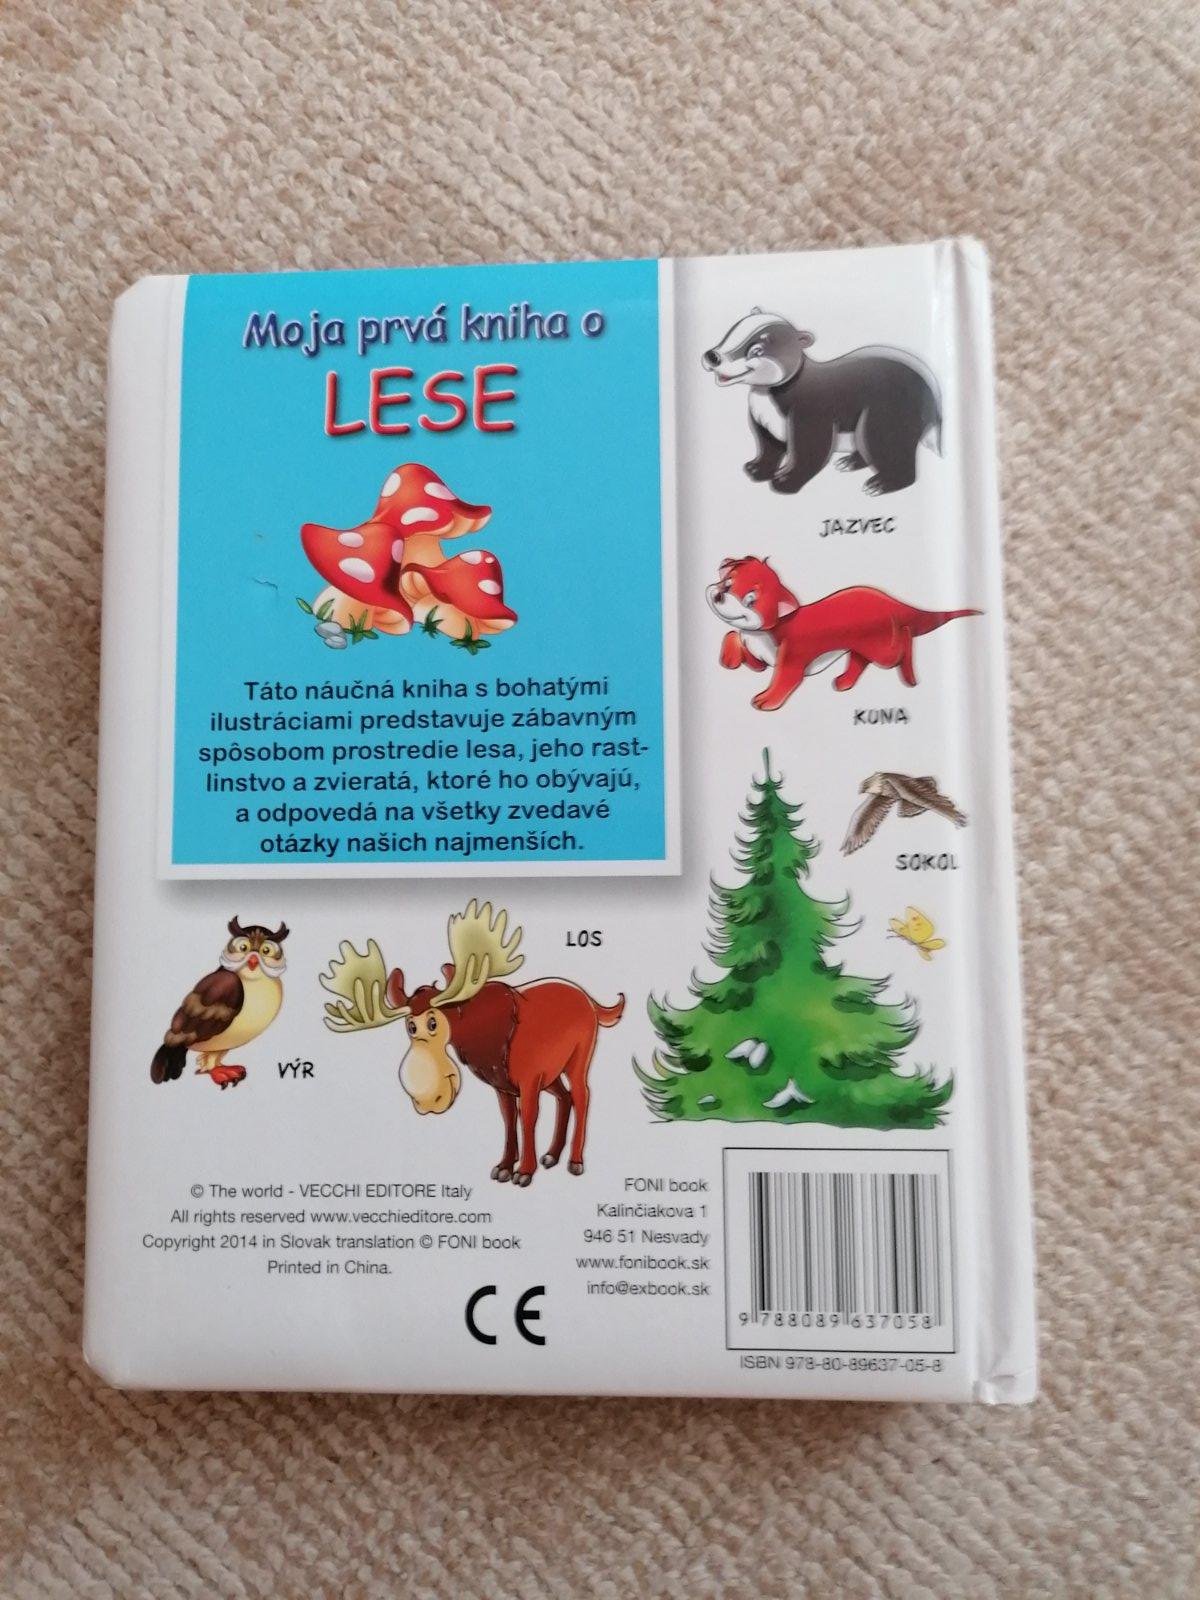 Moja prvá kniha o
LESE
Táto náučná kniha s bohatými
ilustráciami predstavuje zábavným
spôsobom prostredie lesa, jeho rast-
linstvo a zvieratá, ktoré ho obývajú,
a odpovedá na všetky zvedavé
otázky našich najmenších.
JAZVEC
KUNA
SOKOL
LOS
VÝR
© The world - VECCHI EDITORE Italy
All rights reserved www.vecchieditore.com
Copyright 2014 in Slovak translation © FONI book
Printed in China.
CE
FONI book
Kalinčiakova 1
946 51 Nesvady
www.fonibook.sk
info@exbook.sk
9 788089 637058
ISBN 978-80-89637-05-8